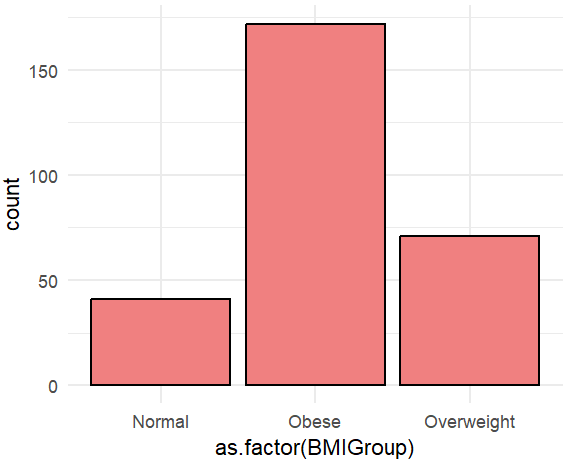 count
150
100
50
0
Normal Obese Overweight
as.factor(BMIGroup)